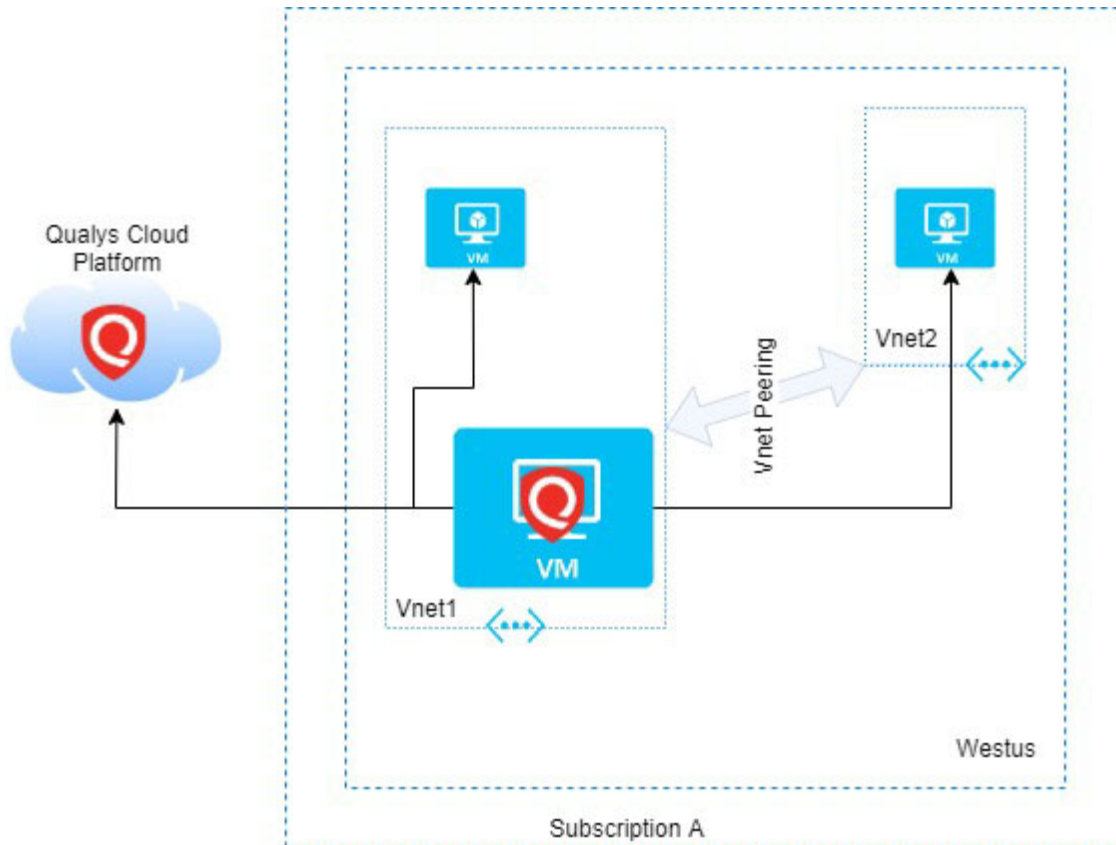 Qualys Cloud
Platform
VM
VM
Vnet2
Vnet Peering
VM
Vnet1
Westus
Subscription A